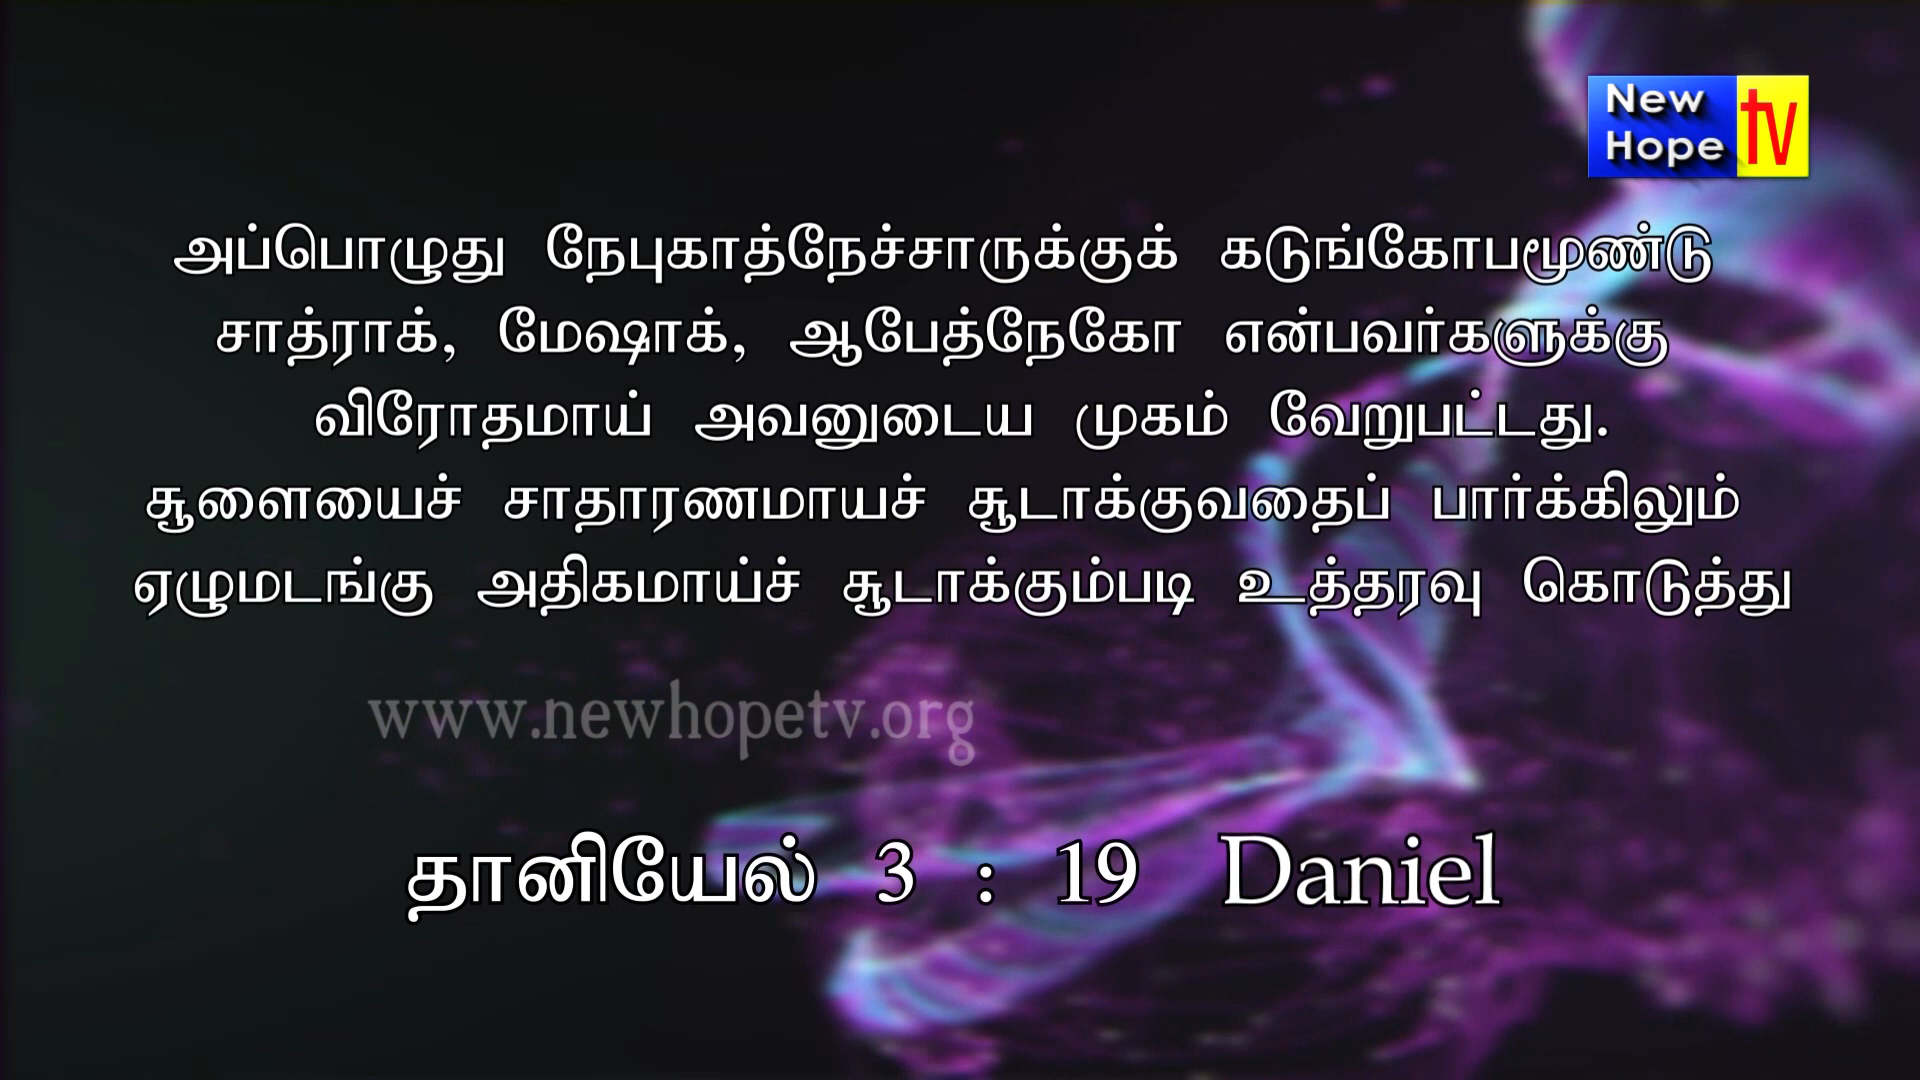 New
Hope tv
அப்பொழுது நேபுகாத்நேச்சாருக்குக் கடுங்கோபமூண்டு
சாத்ராக், மேஷாக், ஆபேத்நேகோ என்பவர்களுக்கு
விரோதமாய் அவனுடைய முகம் வேறுபட்டது.
சூளையைச் சாதாரணமாயச் சூடாக்குவதைப் பார்க்கிலும்
ஏழுமடங்கு அதிகமாய்ச் சூடாக்கும்படி உத்தரவு கொடுத்து
www.newhopetv.org
தானியேல் 3 : 19 Daniel